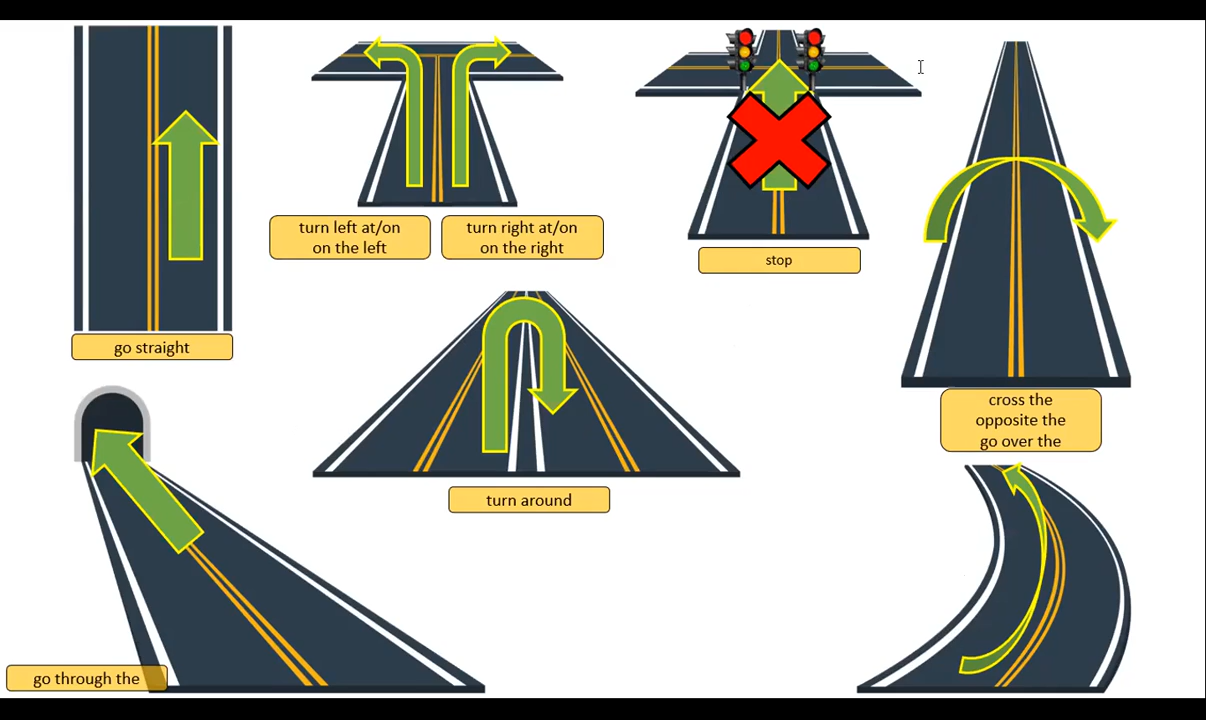 turn left at/on
on the left
turn right at/on
on the right
stop
go straight
cross the
opposite the
go over the
turn around
go through the